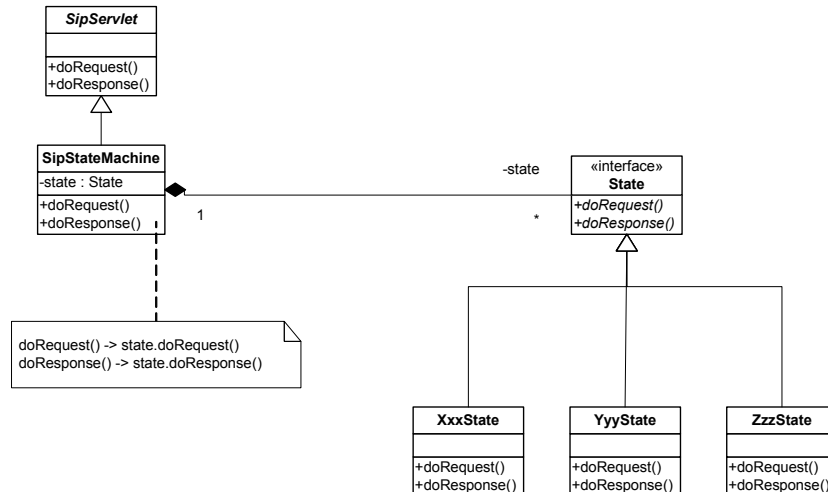 SipServlet
+doRequest()
+doResponse()
SipStateMachine
-state : State
+doRequest()
+doResponse()
1
-state
*
«interface»
State
+doRequest()
+doResponse()
doRequest() -> state.doRequest()
doResponse() -> state.doResponse()
XxxState
+doRequest()
+doResponse()
YyyState
+doRequest()
+doResponse()
ZzzState
+doRequest()
+doResponse()